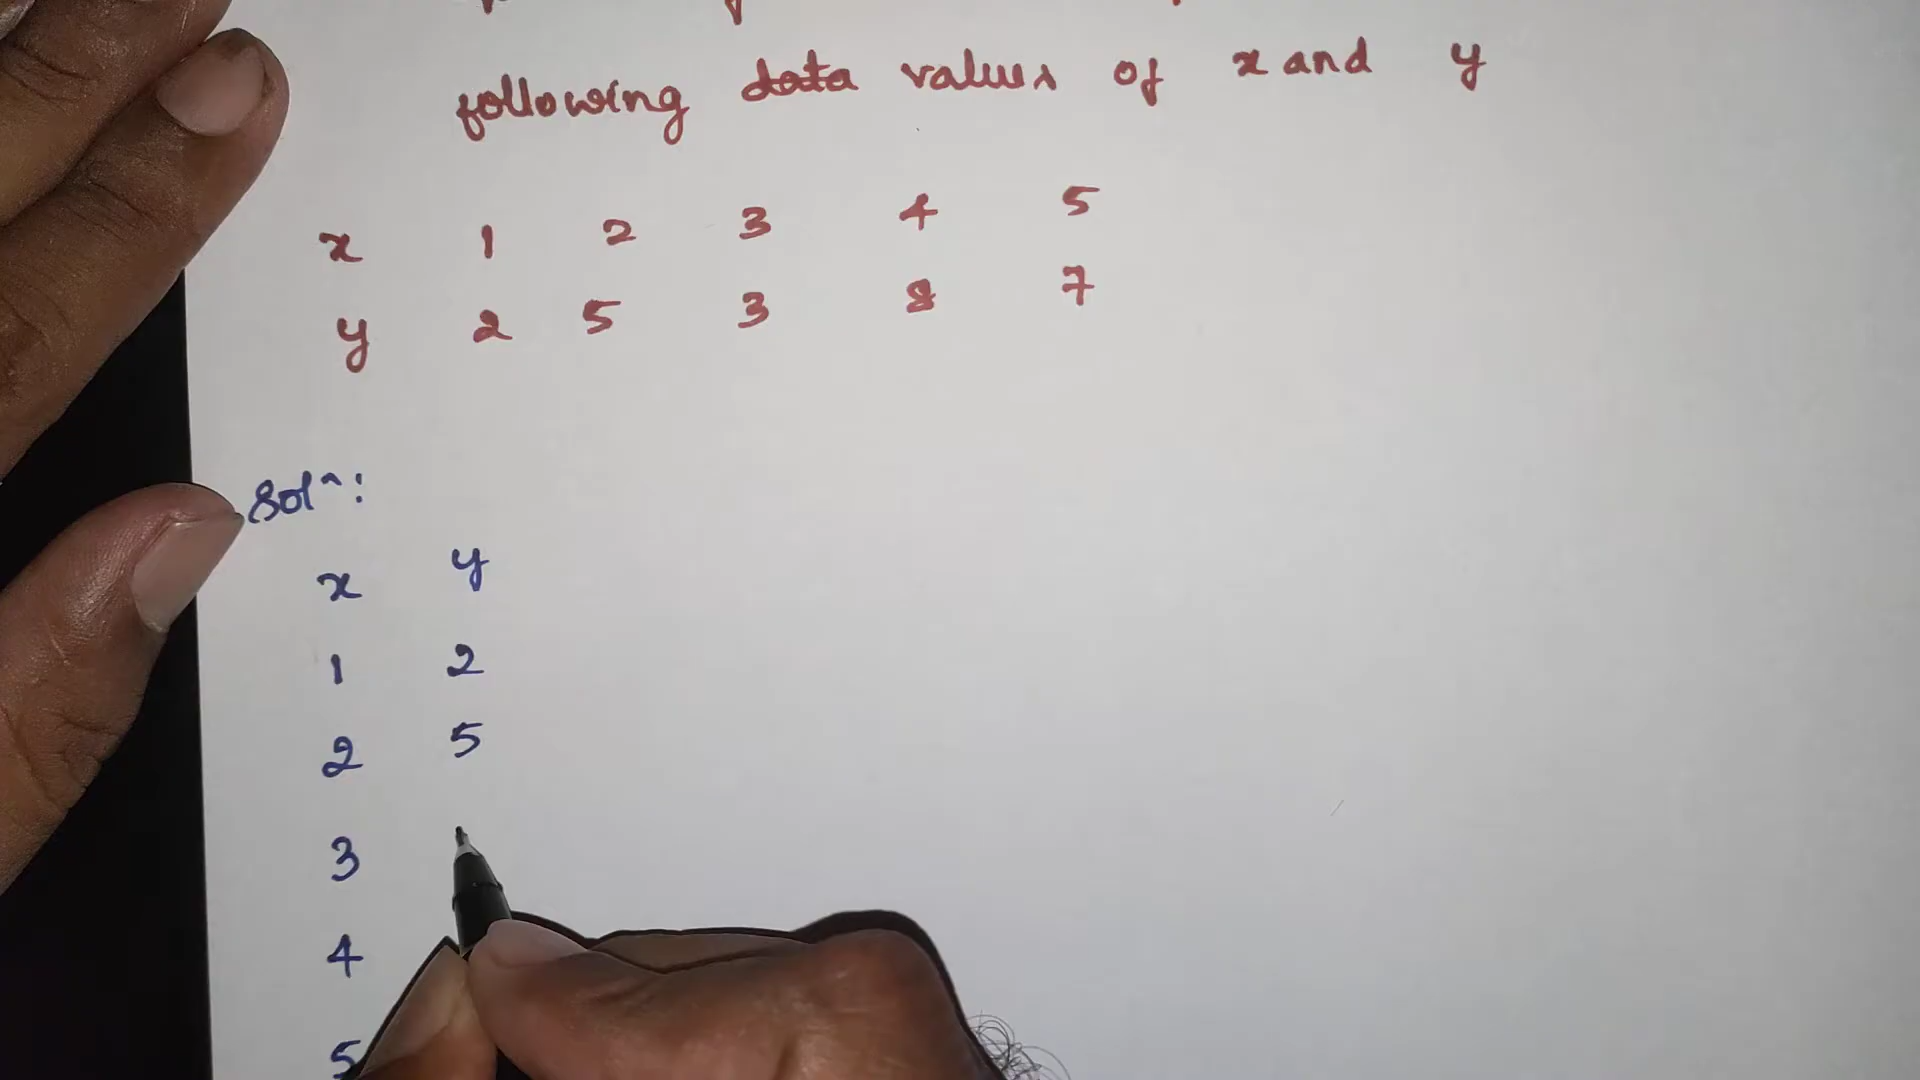 following data values of x and y
x 1 2 3 4 5
y 2 5 3 8 7
Solⁿ:
x y
1 2
2 5
3
4
5